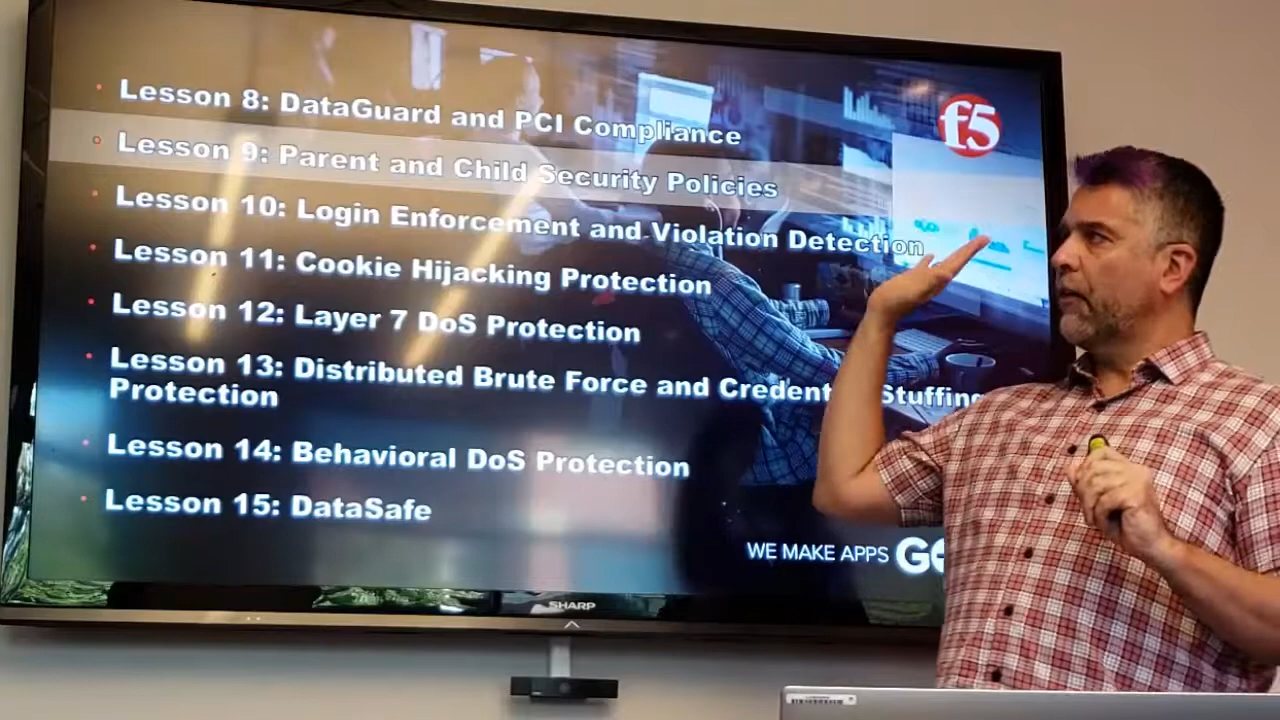 Lesson 8: DataGuard and PCI Compliance
f5
Lesson 9: Parent and Child Security Policies
Lesson 10: Login Enforcement and Violation Detection
Lesson 11: Cookie Hijacking Protection
Lesson 12: Layer 7 DoS Protection
Lesson 13: Distributed Brute Force and Credent Stuffing
Protection
Lesson 14: Behavioral DoS Protection
Lesson 15: DataSafe
WE MAKE APPS
SHARP